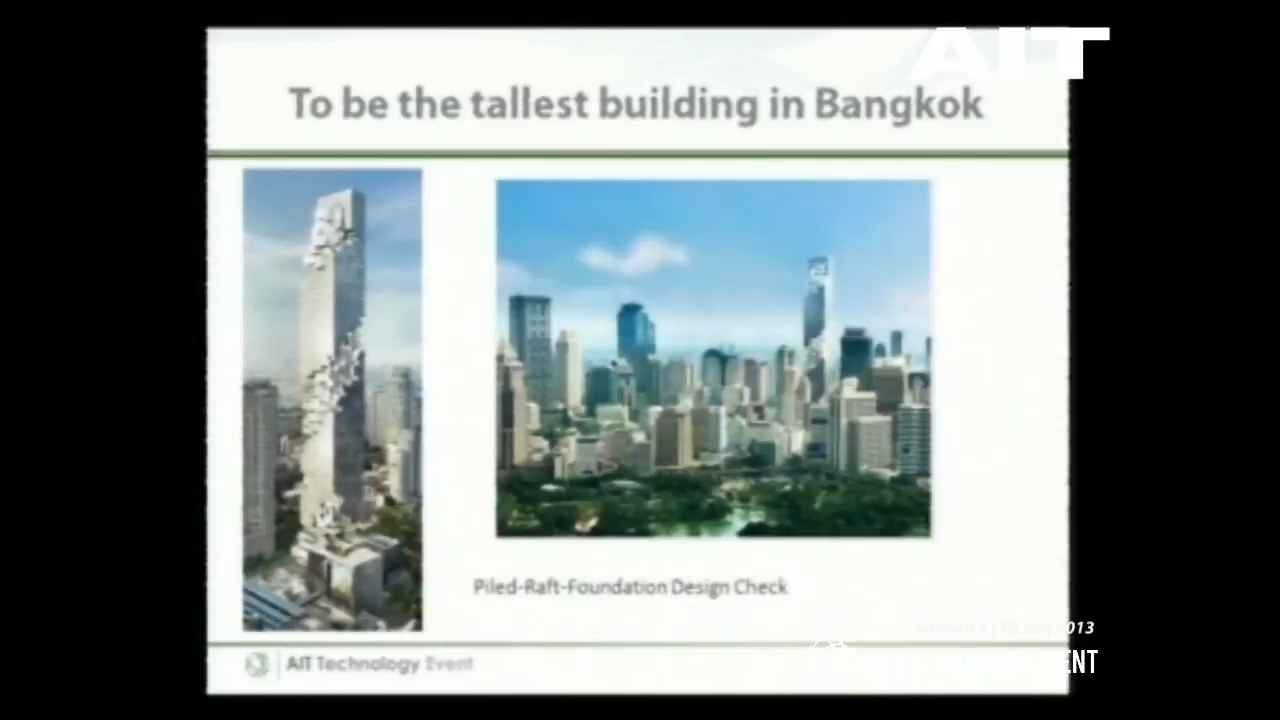 AIT
To be the tallest building in Bangkok
Piled-Raft-Foundation Design Check
2013
AIT Technology Event